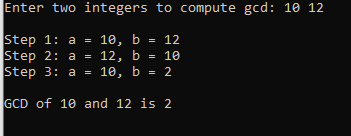 Enter two integers to compute gcd: 10 12
Step 1: a = 10, b = 12
Step 2: a = 12, b = 10
Step 3: a = 10, b = 2
GCD of 10 and 12 is 2